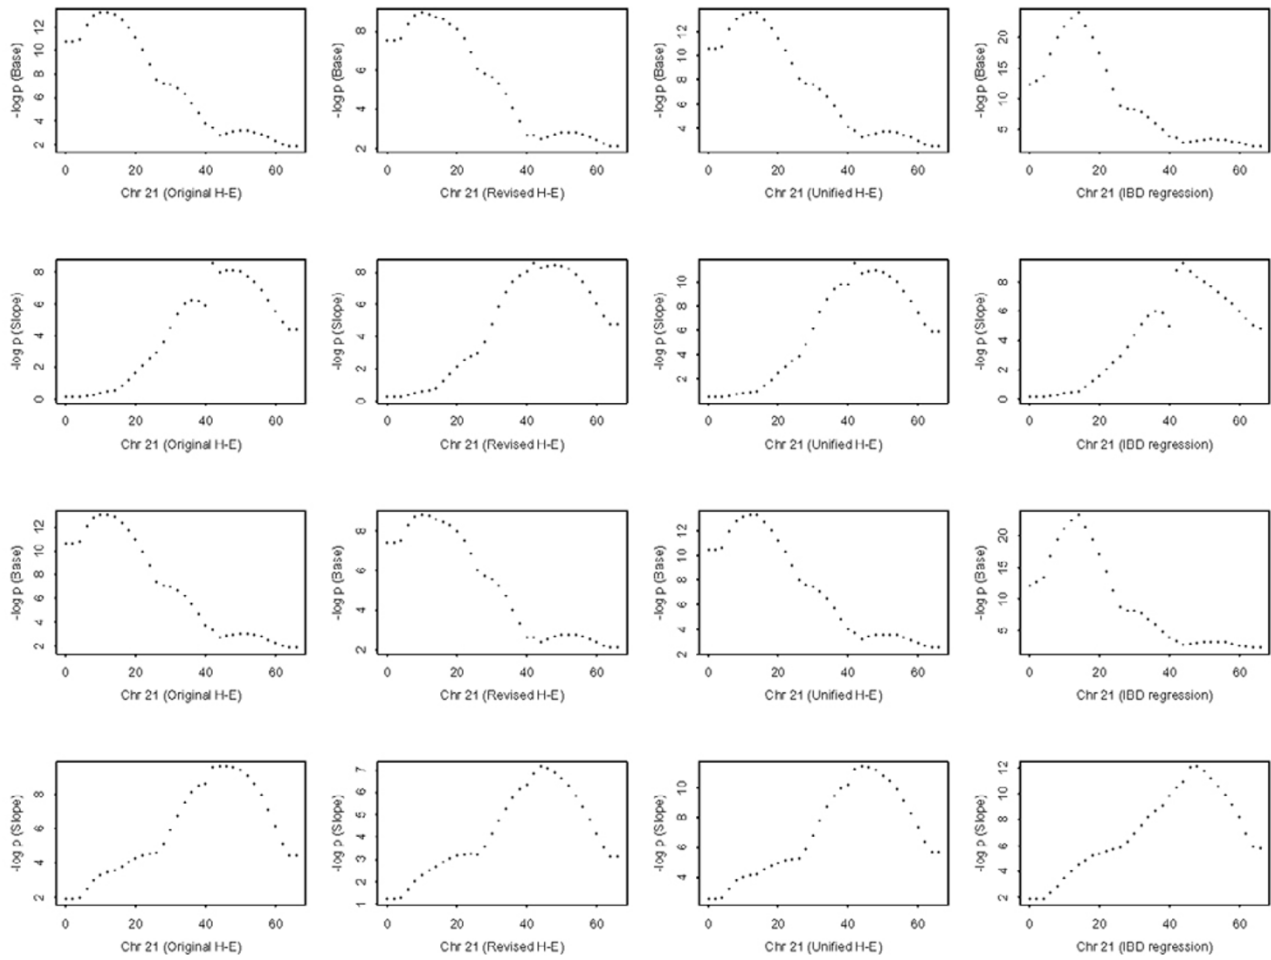 -log p (Base)
2 4 6 8 10 12
0 20 40 60
Chr 21 (Original H-E)
-log p (Base)
2 4 6 8
0 20 40 60
Chr 21 (Revised H-E)
-log p (Base)
4 6 8 10 12
0 20 40 60
Chr 21 (Unified H-E)
-log p (Base)
5 10 15 20
0 20 40 60
Chr 21 (IBD regression)
-log p (Slope)
0 2 4 6 8
0 20 40 60
Chr 21 (Original H-E)
-log p (Slope)
0 2 4 6 8
0 20 40 60
Chr 21 (Revised H-E)
-log p (Slope)
2 4 6 8 10
0 20 40 60
Chr 21 (Unified H-E)
-log p (Slope)
0 2 4 6 8
0 20 40 60
Chr 21 (IBD regression)
-log p (Base)
2 4 6 8 10 12
0 20 40 60
Chr 21 (Original H-E)
-log p (Base)
2 4 6 8
0 20 40 60
Chr 21 (Revised H-E)
-log p (Base)
2 4 6 8 10 12
0 20 40 60
Chr 21 (Unified H-E)
-log p (Base)
5 10 15 20
0 20 40 60
Chr 21 (IBD regression)
-log p (Slope)
2 4 6 8
0 20 40 60
Chr 21 (Original H-E)
-log p (Slope)
1 2 3 4 5 6 7
0 20 40 60
Chr 21 (Revised H-E)
-log p (Slope)
4 6 8 10
0 20 40 60
Chr 21 (Unified H-E)
-log p (Slope)
2 4 6 8 10 12
0 20 40 60
Chr 21 (IBD regression)